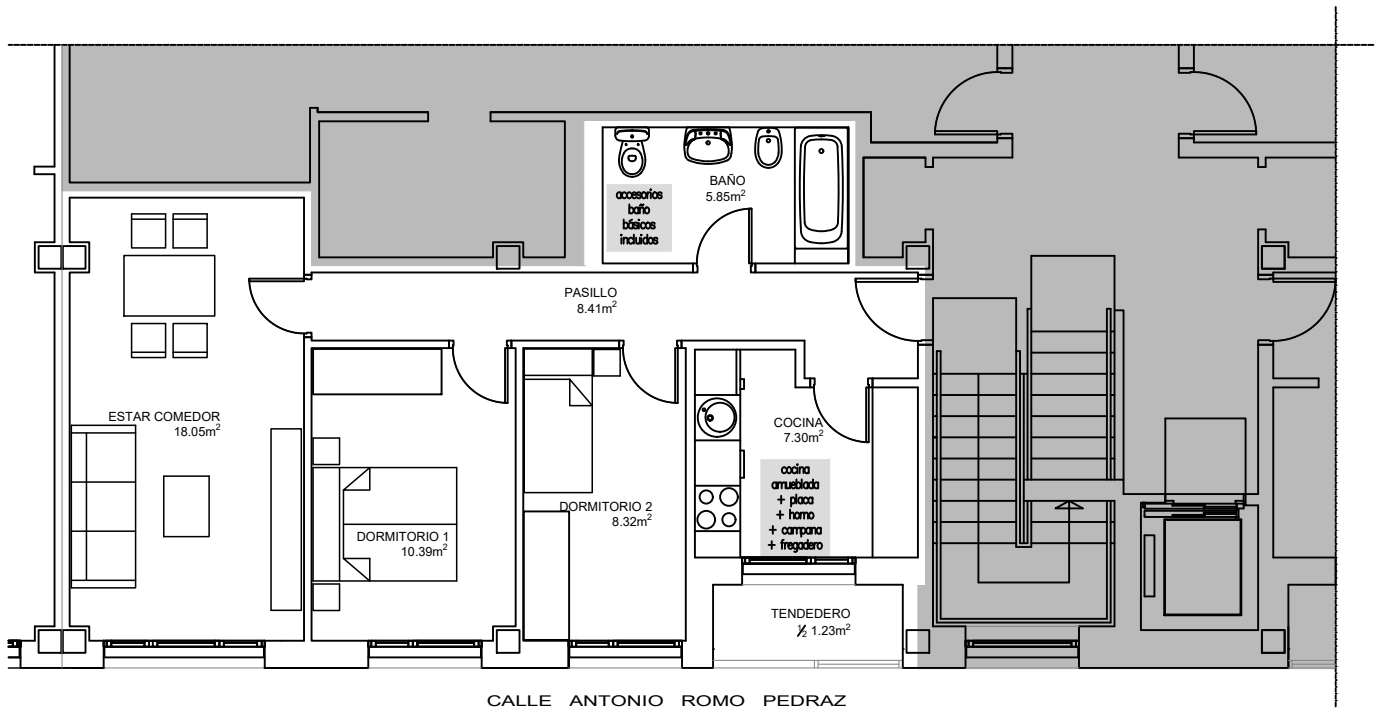 BAÑO
5.85m²
accesorios
baño
básicos
incluidos
PASILLO
8.41m²
ESTAR COMEDOR
18.05m²
COCINA
7.30m²
cocina
amueblada
+ placa
+ horno
+ campana
+ fregadero
DORMITORIO 2
8.32m²
DORMITORIO 1
10.39m²
TENDEDERO
½ 1.23m²
CALLE ANTONIO ROMO PEDRAZ